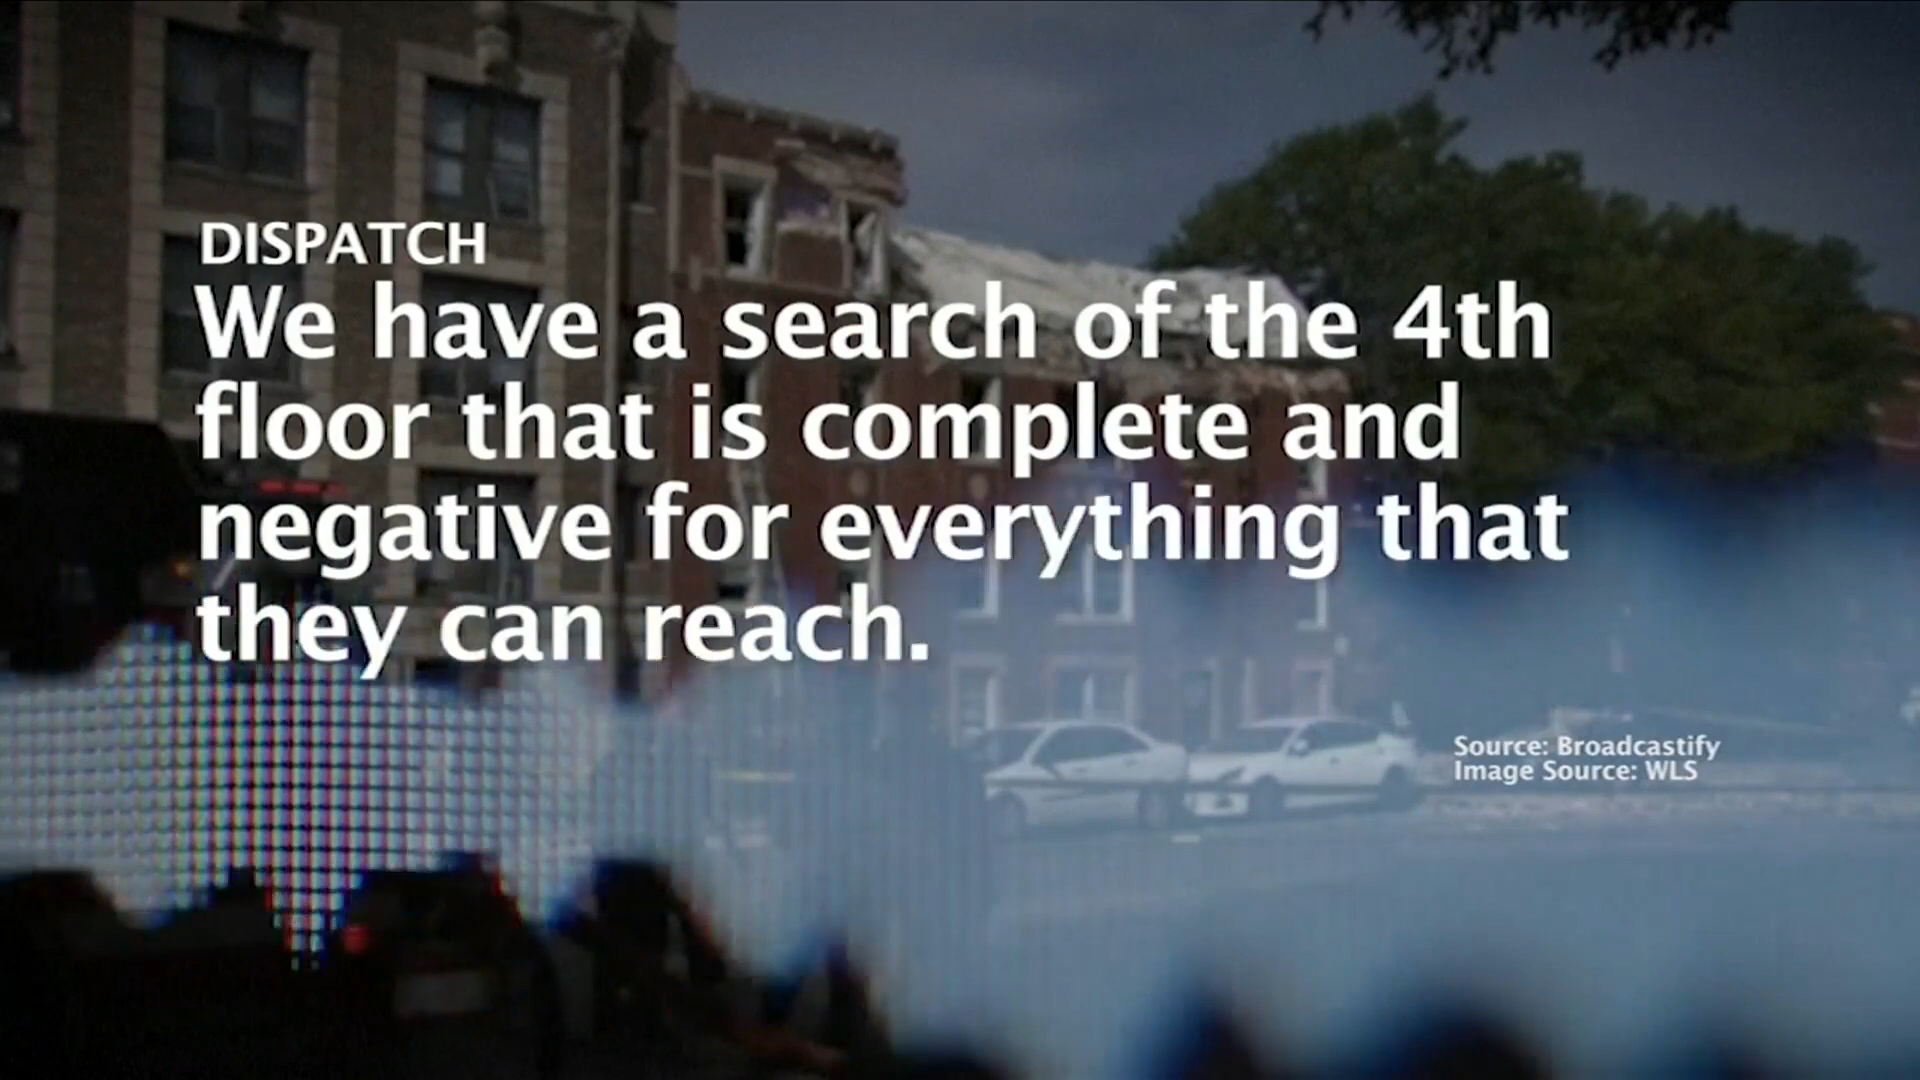 DISPATCH
We have a search of the 4th
floor that is complete and
negative for everything that
they can reach.
Source: Broadcastify
Image Source: WLS